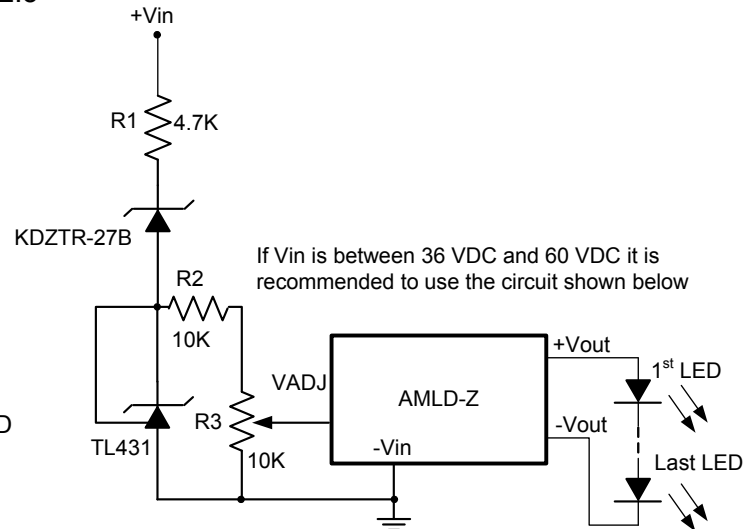 +Vin
R1
4.7K
KDZTR-27B
If Vin is between 36 VDC and 60 VDC it is
recommended to use the circuit shown below
R2
10K
VADJ
AMLD-Z
+Vout
1st LED
R3
-Vout
TL431
10K
-Vin
Last LED